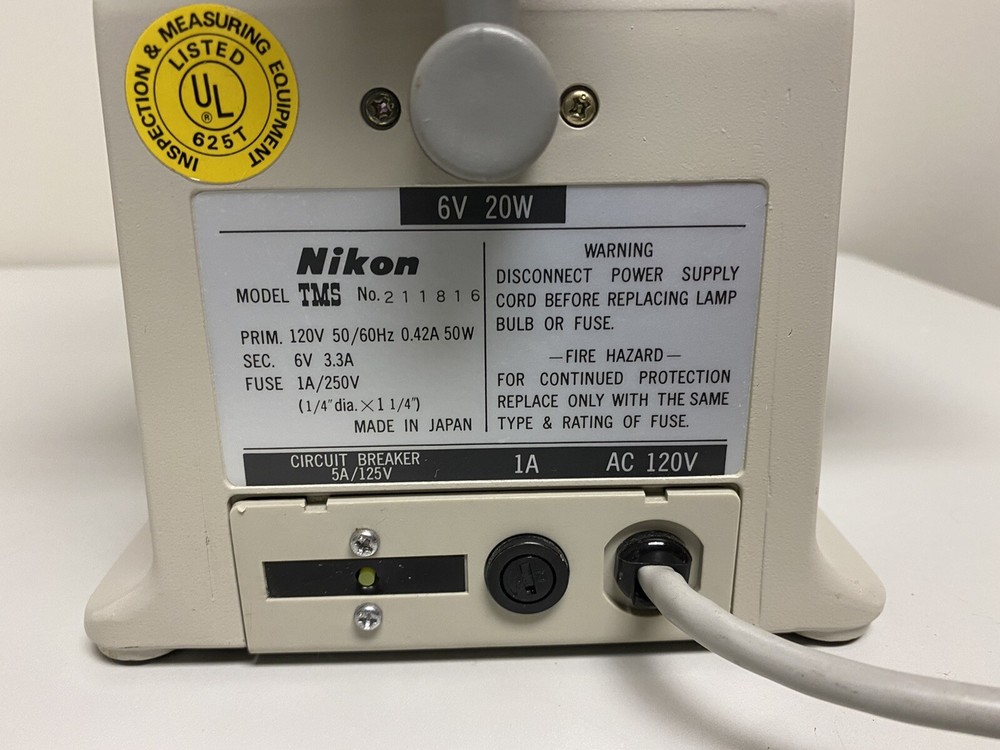 INSPECTION & MEASURING EQUIPMENT
LISTED
UL
®
625T
6V 20W
Nikon
MODEL TMS No. 211816
PRIM. 120V 50/60Hz 0.42A 50W
SEC. 6V 3.3A
FUSE 1A/250V
(1/4" dia. × 1 1/4")
MADE IN JAPAN
WARNING
DISCONNECT POWER SUPPLY
CORD BEFORE REPLACING LAMP
BULB OR FUSE.
—FIRE HAZARD—
FOR CONTINUED PROTECTION
REPLACE ONLY WITH THE SAME
TYPE & RATING OF FUSE.
CIRCUIT BREAKER
5A/125V
1A
AC 120V